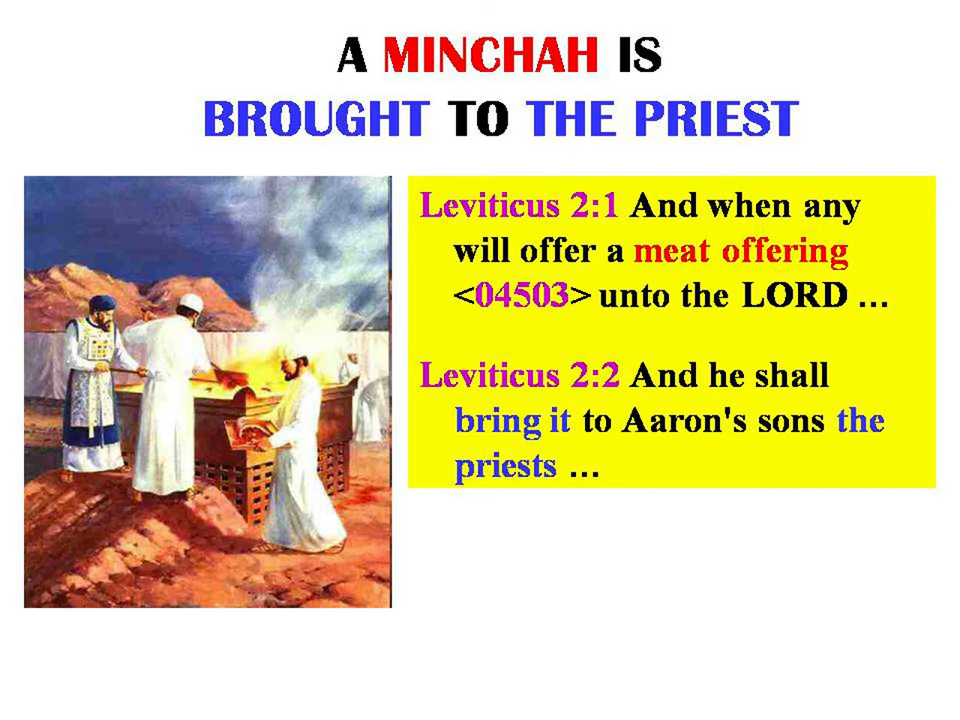 A MINCHAH IS
BROUGHT TO THE PRIEST
Leviticus 2:1 And when any
will offer a meat offering
<04503> unto the LORD ...
Leviticus 2:2 And he shall
bring it to Aaron's sons the
priests ...